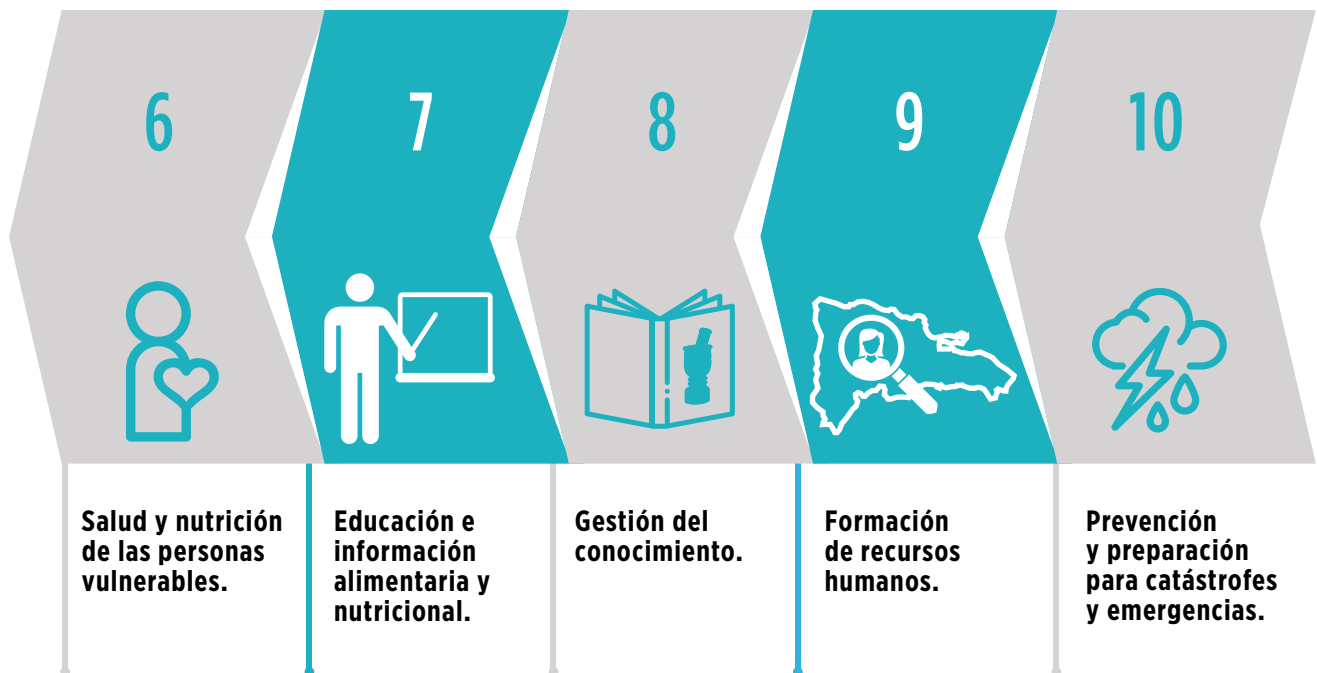 6
7
8
9
10
Salud y nutrición
de las personas
vulnerables.
Educación e
información
alimentaria y
nutricional.
Gestión del
conocimiento.
Formación
de recursos
humanos.
Prevención
y preparación
para catástrofes
y emergencias.